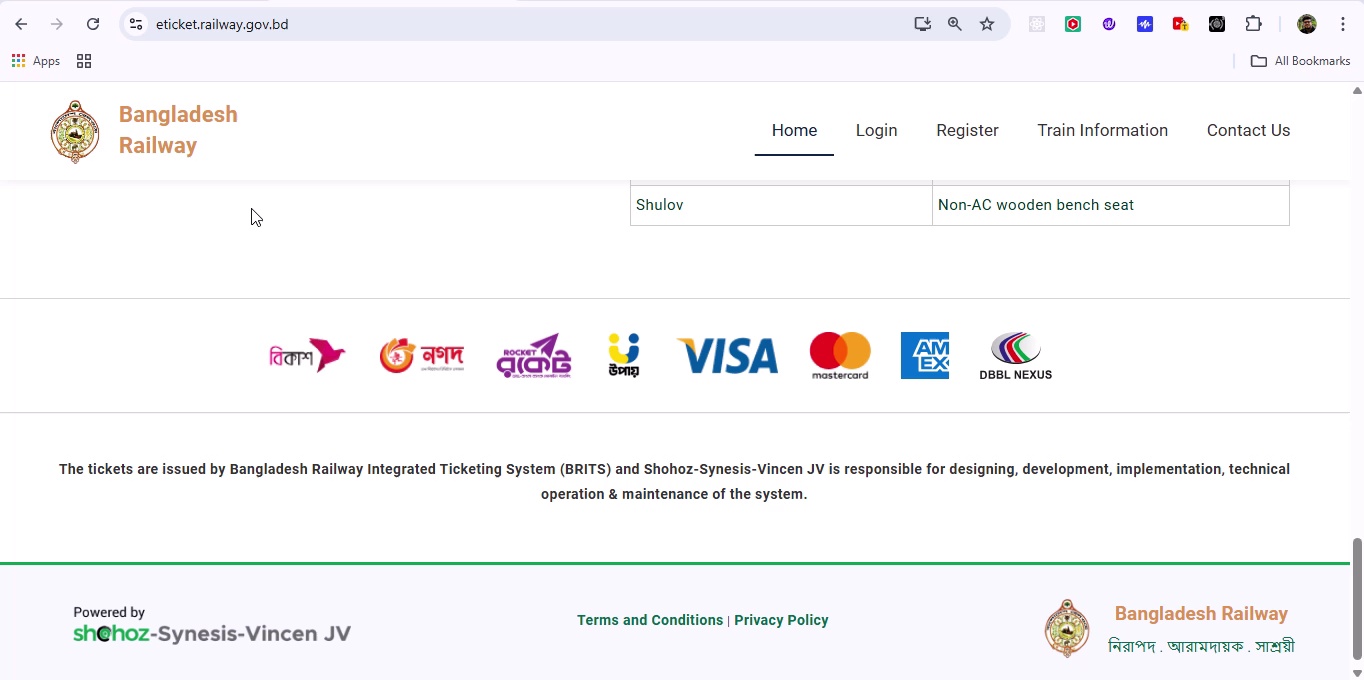 eticket.railway.gov.bd
Apps
All Bookmarks
Bangladesh
Railway
Home
Login
Register
Train Information
Contact Us
Shulov
Non-AC wooden bench seat
বিকাশ
নগদ
ROCKET
রকেট
উপায়
VISA
mastercard
AM
EX
DBBL NEXUS
The tickets are issued by Bangladesh Railway Integrated Ticketing System (BRITS) and Shohoz-Synesis-Vincen JV is responsible for designing, development, implementation, technical
operation & maintenance of the system.
Powered by
shohoz-Synesis-Vincen JV
Terms and Conditions | Privacy Policy
Bangladesh Railway
নিরাপদ . আরামদায়ক . সাশ্রয়ী